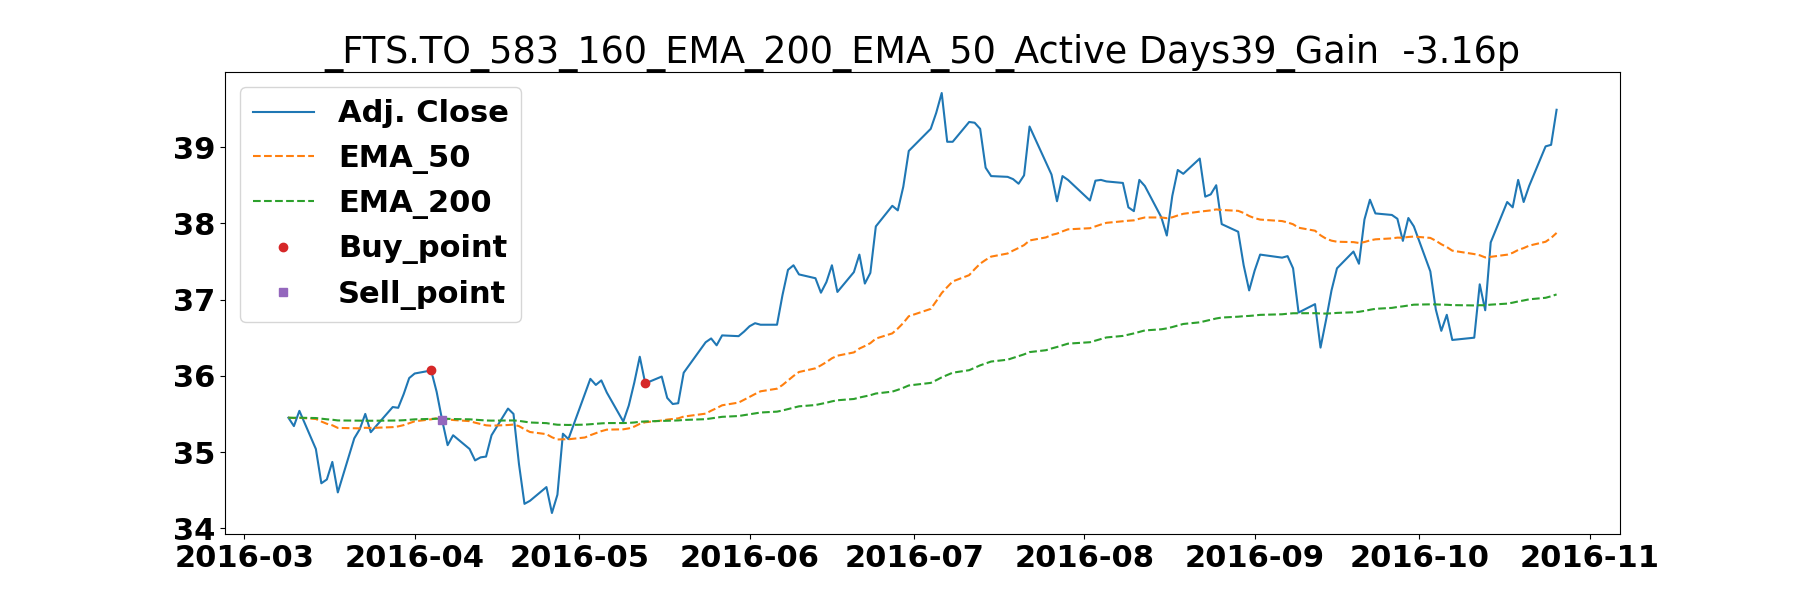 _FTS.TO_583_160_EMA_200_EMA_50_Active Days39_Gain  -3.16p
Adj. Close
EMA_50
EMA_200
Buy_point
Sell_point
39
38
37
36
35
34
2016-03 2016-04 2016-05 2016-06 2016-07 2016-08 2016-09 2016-10 2016-11